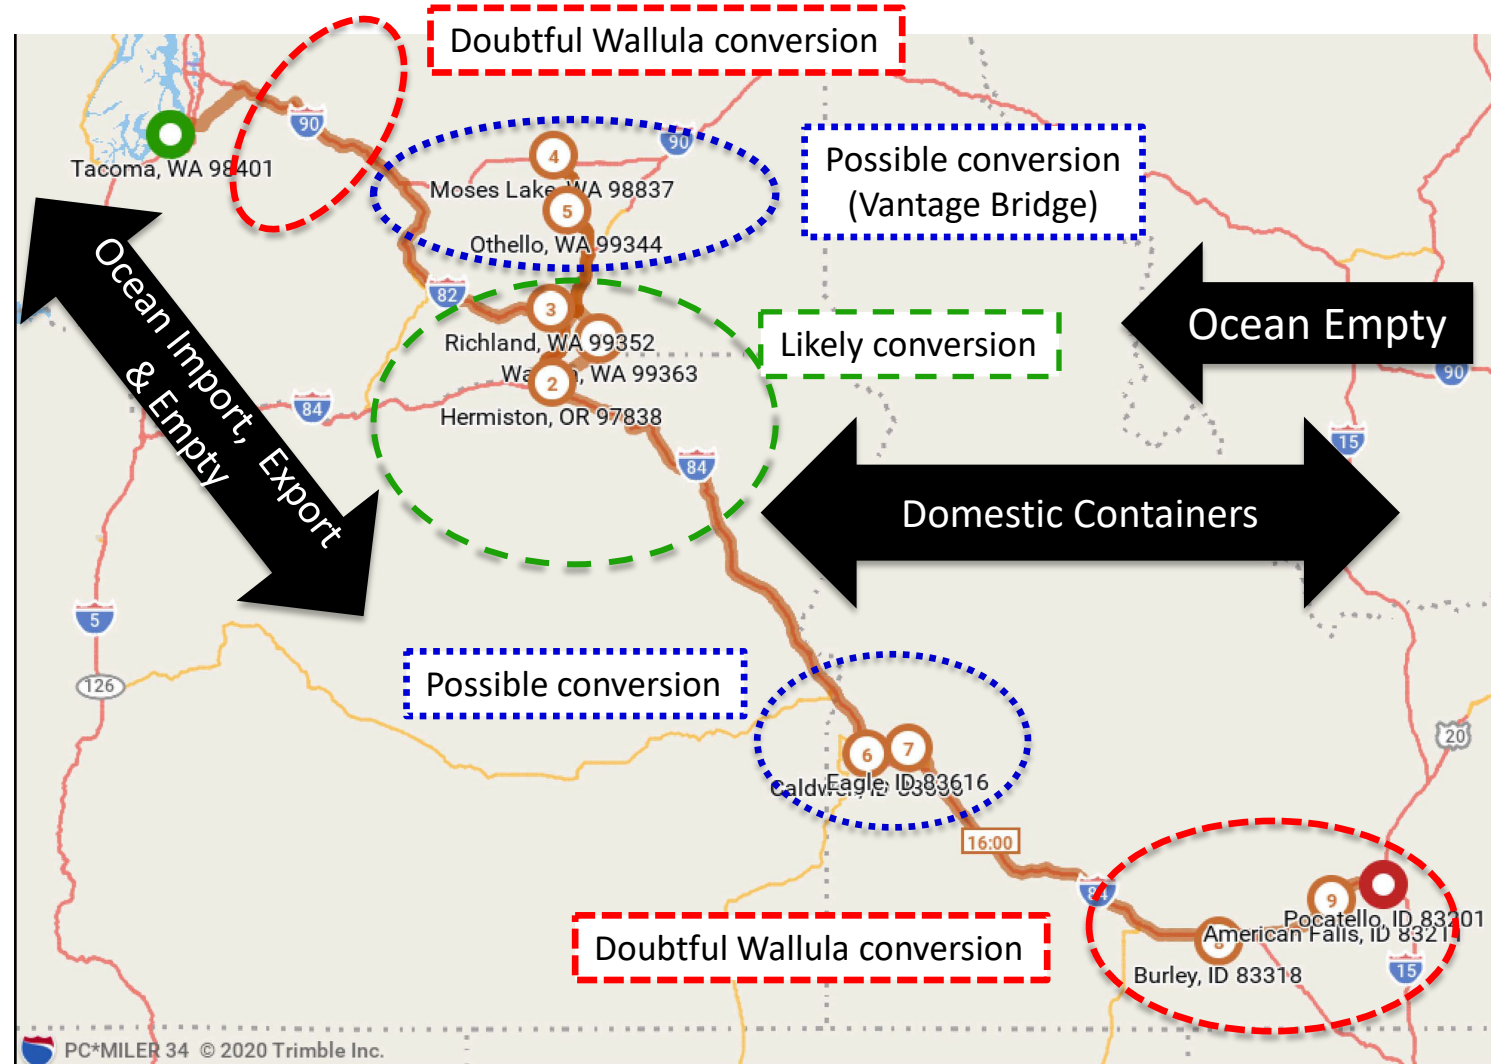 Doubtful Wallula conversion
90
90
Tacoma, WA 98401
4
Possible conversion
(Vantage Bridge)
Moses Lake, WA 98837
5
Othello, WA 99344
Ocean Import, Export
& Empty
82
3
Richland, WA 99352
Likely conversion
Ocean Empty
WA 99363
90
2
84
Hermiston, OR 97838
15
84
Domestic Containers
5
Possible conversion
126
20
6
7
Eagle, ID 83616
16:00
84
9
Pocatello, ID 83201
American Falls, ID 83211
Doubtful Wallula conversion
8
Burley, ID 83318
15
PC*MILER 34 © 2020 Trimble Inc.